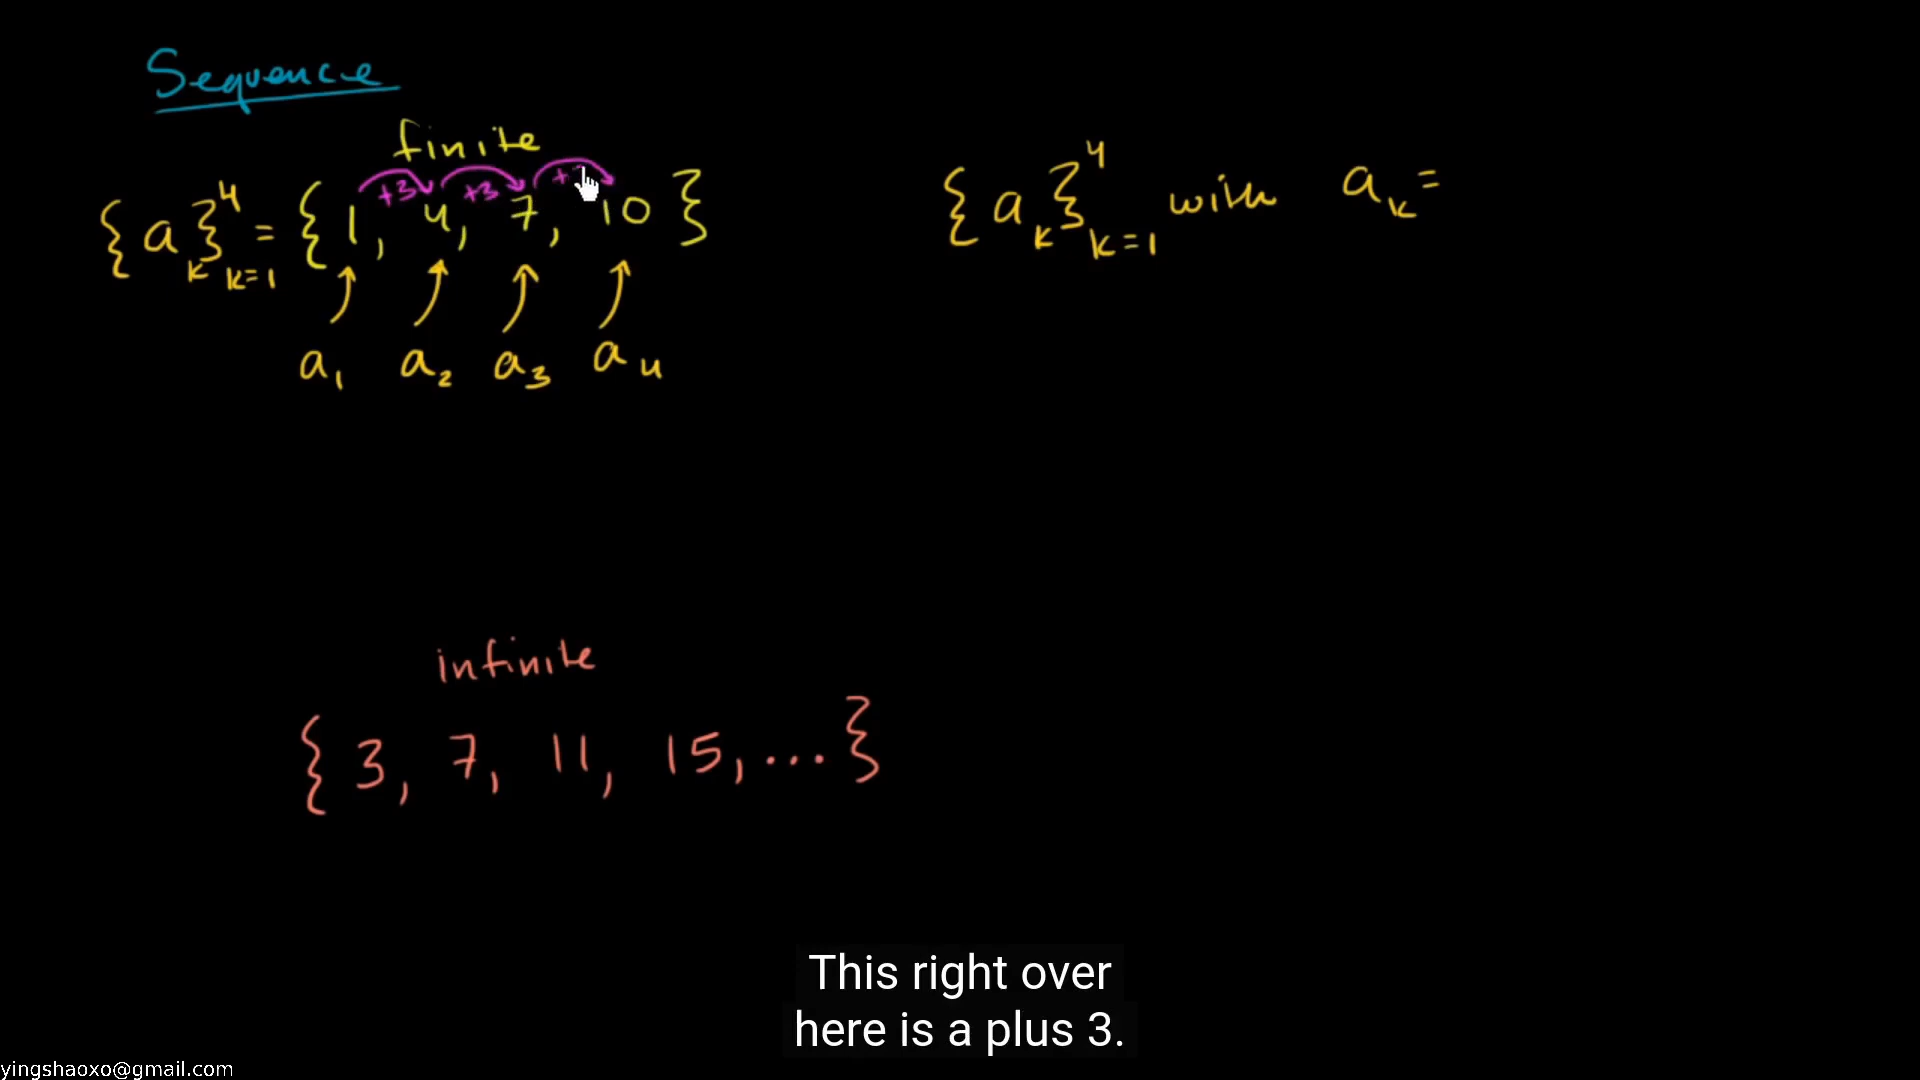 Sequence
finite
+3 +3 +
{a_k}^4_{k=1} = {1, 4, 7, 10}
a_1 a_2 a_3 a_4
{a_k}^4_{k=1} with a_k =
infinite
{3, 7, 11, 15, ...}
This right over
here is a plus 3.
yingshaoxo@gmail.com